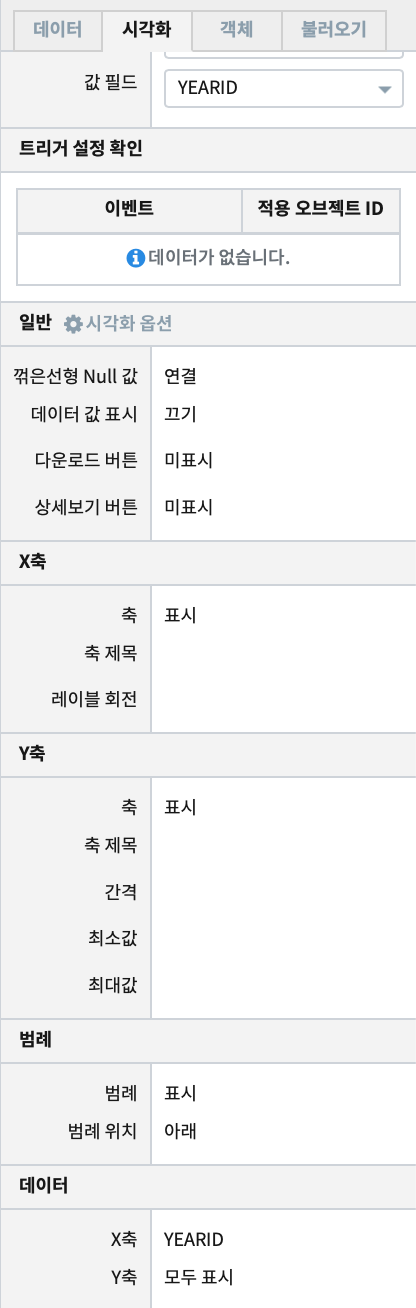 데이터 시각화 객체 불러오기
값 필드 YEARID
트리거 설정 확인
이벤트 적용 오브젝트 ID
데이터가 없습니다.
일반 시각화 옵션
꺾은선형 Null 값 연결
데이터 값 표시 끄기
다운로드 버튼 미표시
상세보기 버튼 미표시
X축
축 표시
축 제목
레이블 회전
Y축
축 표시
축 제목
간격
최소값
최대값
범례
범례 표시
범례 위치 아래
데이터
X축 YEARID
Y축 모두 표시